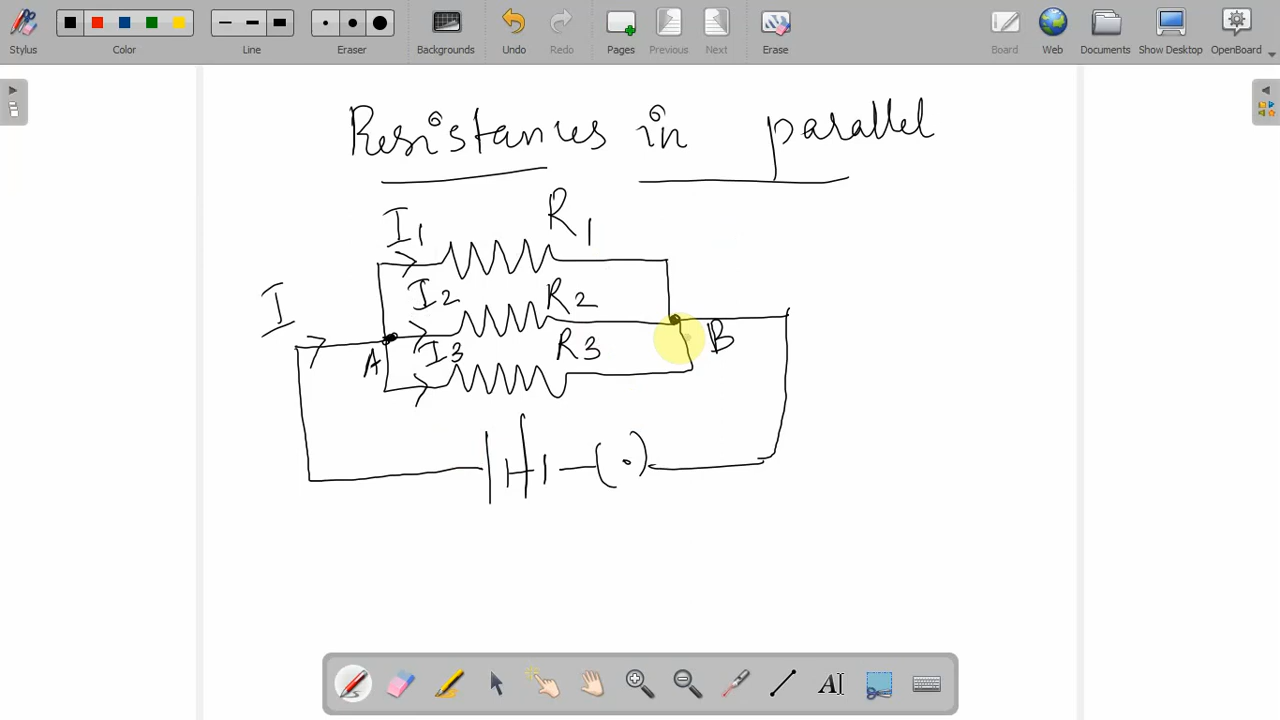 Stylus Color Line Eraser Backgrounds Undo Redo Pages Previous Next Erase Board Web Documents Show Desktop OpenBoard
Resistances in parallel
I1 R1
I I2 R2
A I3 R3 B